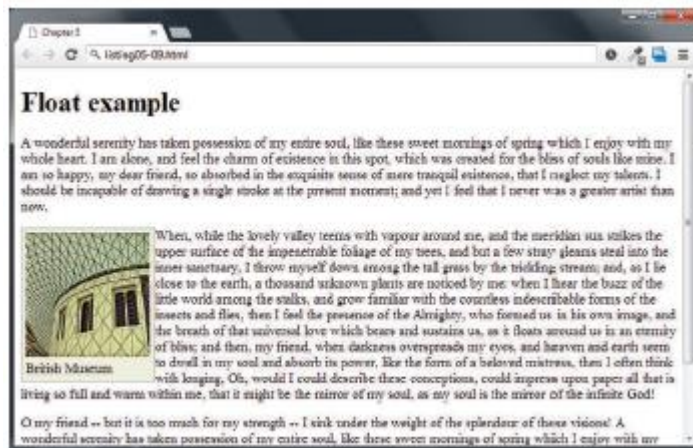 Chapter 5
listing05-09.html
Float example
A wonderful serenity has taken possession of my entire soul, like these sweet mornings of spring which I enjoy with my
whole heart. I am alone, and feel the charm of existence in this spot, which was created for the bliss of souls like mine. I
am so happy, my dear friend, so absorbed in the exquisite sense of mere tranquil existence, that I neglect my talents. I
should be incapable of drawing a single stroke at the present moment; and yet I feel that I never was a greater artist than
now.
When, while the lovely valley teems with vapour around me, and the meridian sun strikes the
upper surface of the impenetrable foliage of my trees, and but a few stray gleams steal into the
inner sanctuary, I throw myself down among the tall grass by the trickling stream; and, as I lie
close to the earth, a thousand unknown plants are noticed by me: when I hear the buzz of the
little world among the stalks, and grow familiar with the countless indescribable forms of the
insects and flies, then I feel the presence of the Almighty, who formed us in his own image, and
the breath of that universal love which bears and sustains us, as it floats around us in an eternity
of bliss; and then, my friend, when darkness overspreads my eyes, and heaven and earth seem
to dwell in my soul and absorb its power, like the form of a beloved mistress, then I often think
British Museum
with longing, Oh, would I could describe these conceptions, could impress upon paper all that is
living so full and warm within me, that it might be the mirror of my soul, as my soul is the mirror of the infinite God!
O my friend -- but it is too much for my strength -- I sink under the weight of the splendour of these visions! A
wonderful serenity has taken possession of my entire soul, like these sweet mornings of spring which I enjoy with my